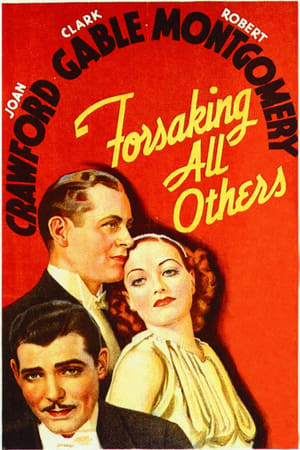 JOAN CRAWFORD
CLARK GABLE
ROBERT MONTGOMERY
Forsaking
All
Others